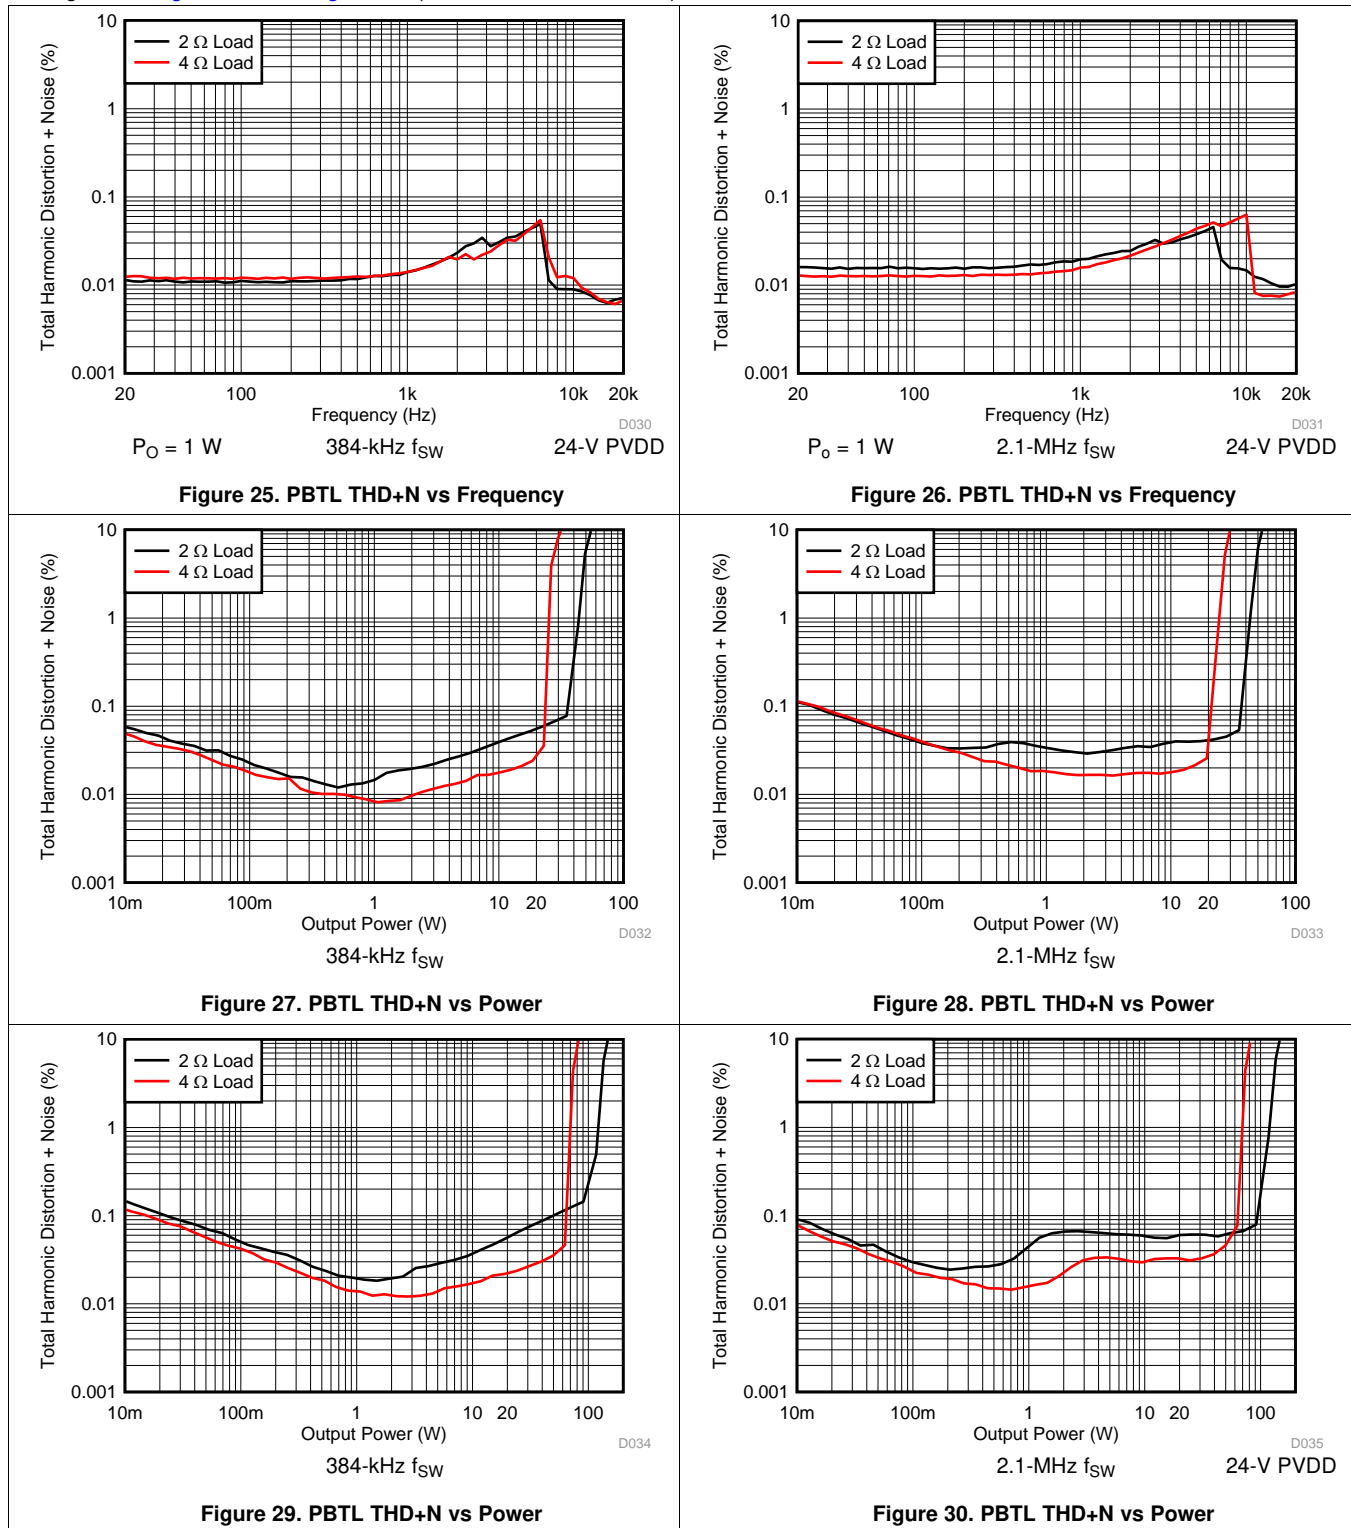 10
1
0.1
0.01
0.001
Total Harmonic Distortion + Noise (%)
2 Ω Load
4 Ω Load
20
100
1k
10k
20k
Frequency (Hz)
D030
P_O = 1 W
384-kHz f_SW
24-V PVDD
Figure 25. PBTL THD+N vs Frequency
10
1
0.1
0.01
0.001
Total Harmonic Distortion + Noise (%)
2 Ω Load
4 Ω Load
20
100
1k
10k
20k
Frequency (Hz)
D031
P_o = 1 W
2.1-MHz f_SW
24-V PVDD
Figure 26. PBTL THD+N vs Frequency
10
1
0.1
0.01
0.001
Total Harmonic Distortion + Noise (%)
2 Ω Load
4 Ω Load
10m
100m
1
10
20
100
Output Power (W)
D032
384-kHz f_SW
Figure 27. PBTL THD+N vs Power
10
1
0.1
0.01
0.001
Total Harmonic Distortion + Noise (%)
2 Ω Load
4 Ω Load
10m
100m
1
10
20
100
Output Power (W)
D033
2.1-MHz f_SW
Figure 28. PBTL THD+N vs Power
10
1
0.1
0.01
0.001
Total Harmonic Distortion + Noise (%)
2 Ω Load
4 Ω Load
10m
100m
1
10
20
100
Output Power (W)
D034
384-kHz f_SW
Figure 29. PBTL THD+N vs Power
10
1
0.1
0.01
0.001
Total Harmonic Distortion + Noise (%)
2 Ω Load
4 Ω Load
10m
100m
1
10
20
100
Output Power (W)
D035
2.1-MHz f_SW
24-V PVDD
Figure 30. PBTL THD+N vs Power